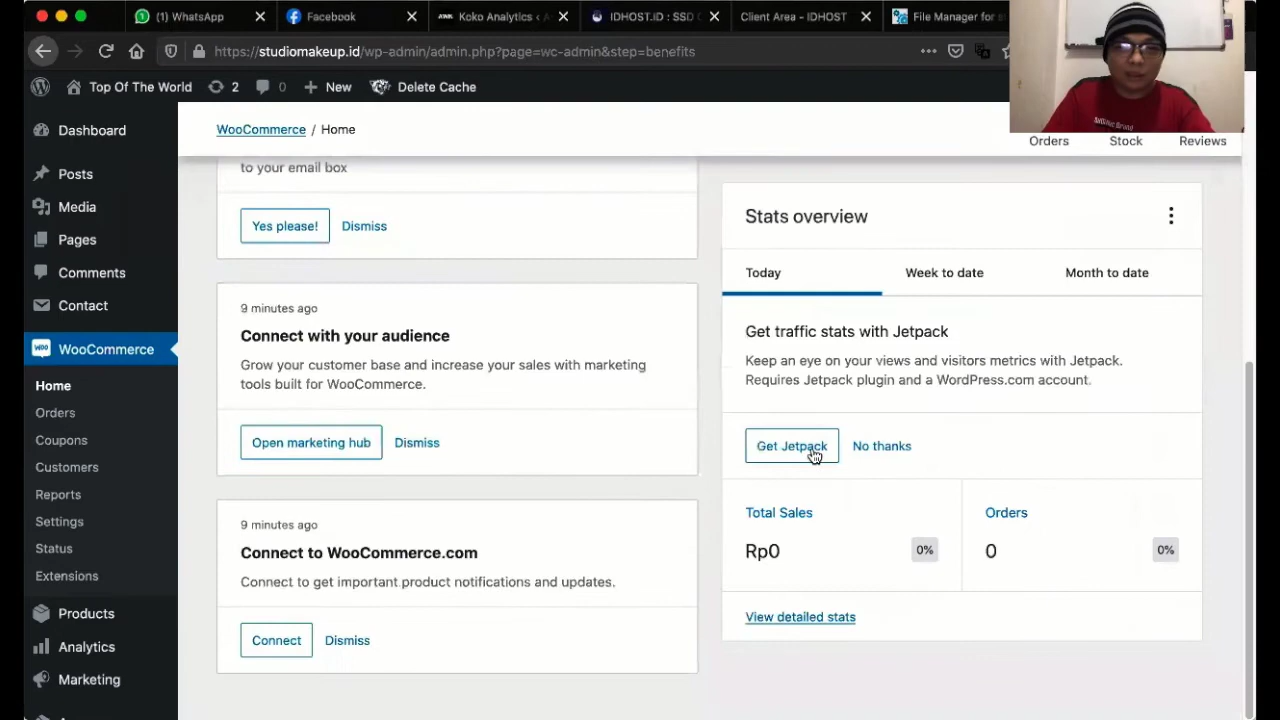 (1) WhatsApp
Facebook
Koko Analytics ‹
IDHOST.ID : SSD
Client Area - IDHOST
File Manager for
https://studiomakeup.id/wp-admin/admin.php?page=wc-admin&step=benefits
Top Of The World
2
0
New
Delete Cache
Dashboard
Posts
Media
Pages
Comments
Contact
WooCommerce
Home
Orders
Coupons
Customers
Reports
Settings
Status
Extensions
Products
Analytics
Marketing
WooCommerce / Home
Orders
Stock
Reviews
to your email box
Yes please!
Dismiss
9 minutes ago
Connect with your audience
Grow your customer base and increase your sales with marketing
tools built for WooCommerce.
Open marketing hub
Dismiss
9 minutes ago
Connect to WooCommerce.com
Connect to get important product notifications and updates.
Connect
Dismiss
Stats overview
Today
Week to date
Month to date
Get traffic stats with Jetpack
Keep an eye on your views and visitors metrics with Jetpack.
Requires Jetpack plugin and a WordPress.com account.
Get Jetpack
No thanks
Total Sales
Rp0
0%
Orders
0
0%
View detailed stats